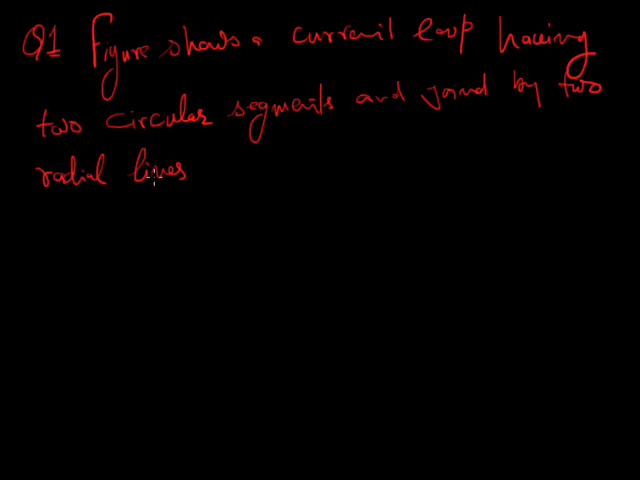 Q1 Figure shows a current loop having
two circular segments and joined by two
radial lines